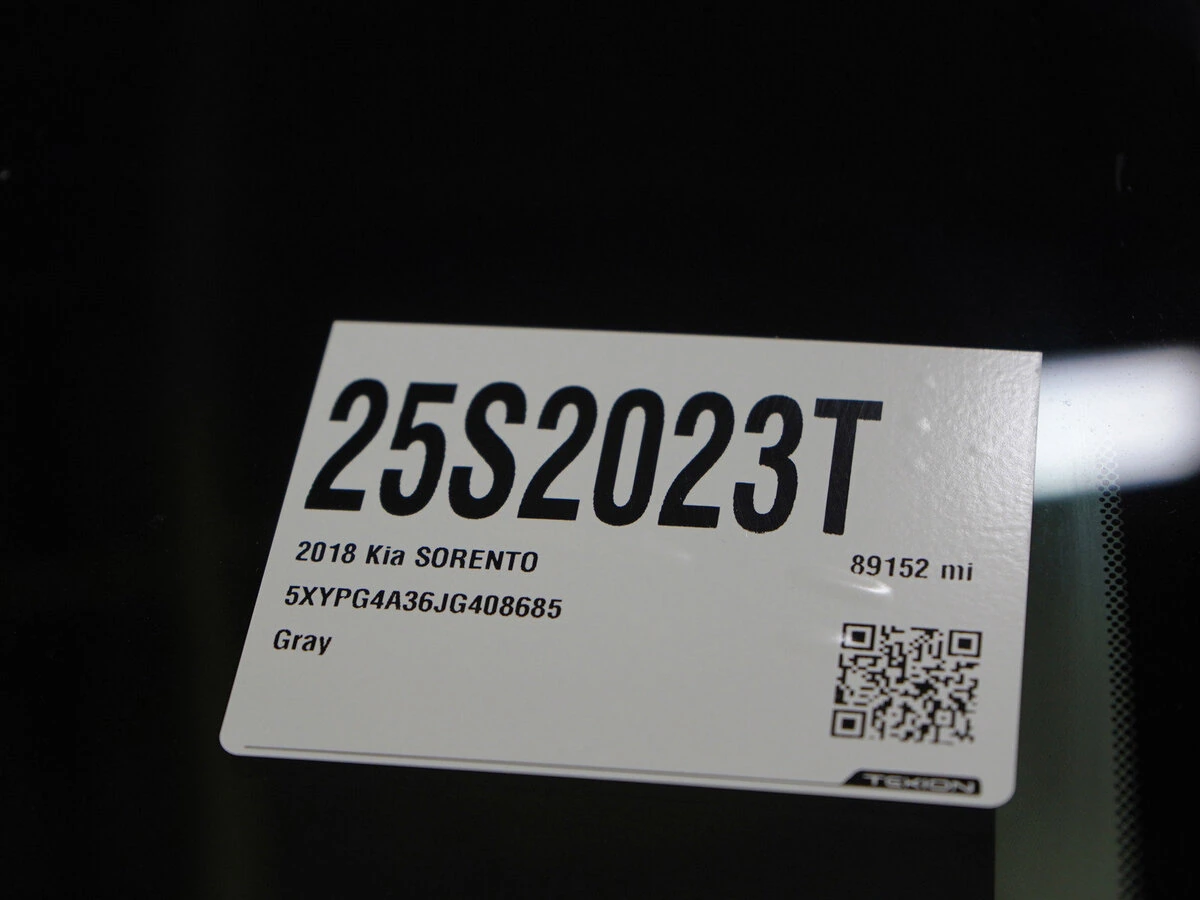 25S2023T
2018 Kia SORENTO
89152 mi
5XYPG4A36JG408685
Gray
TEKION